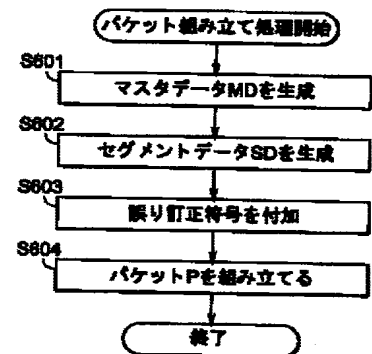 パケット組み立て処理開始
S601
マスタデータMDを生成
S602
セグメントデータSDを生成
S603
誤り訂正符号を付加
S604
パケットPを組み立てる
終了